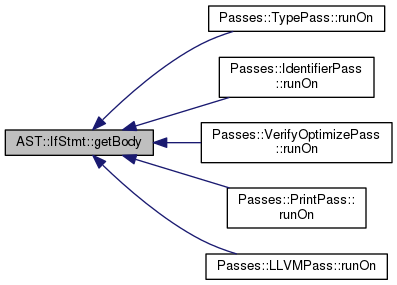 Passes::TypePass::runOn
Passes::IdentifierPass
::runOn
AST::IfStmt::getBody
Passes::VerifyOptimizePass
::runOn
Passes::PrintPass::
runOn
Passes::LLVMPass::runOn